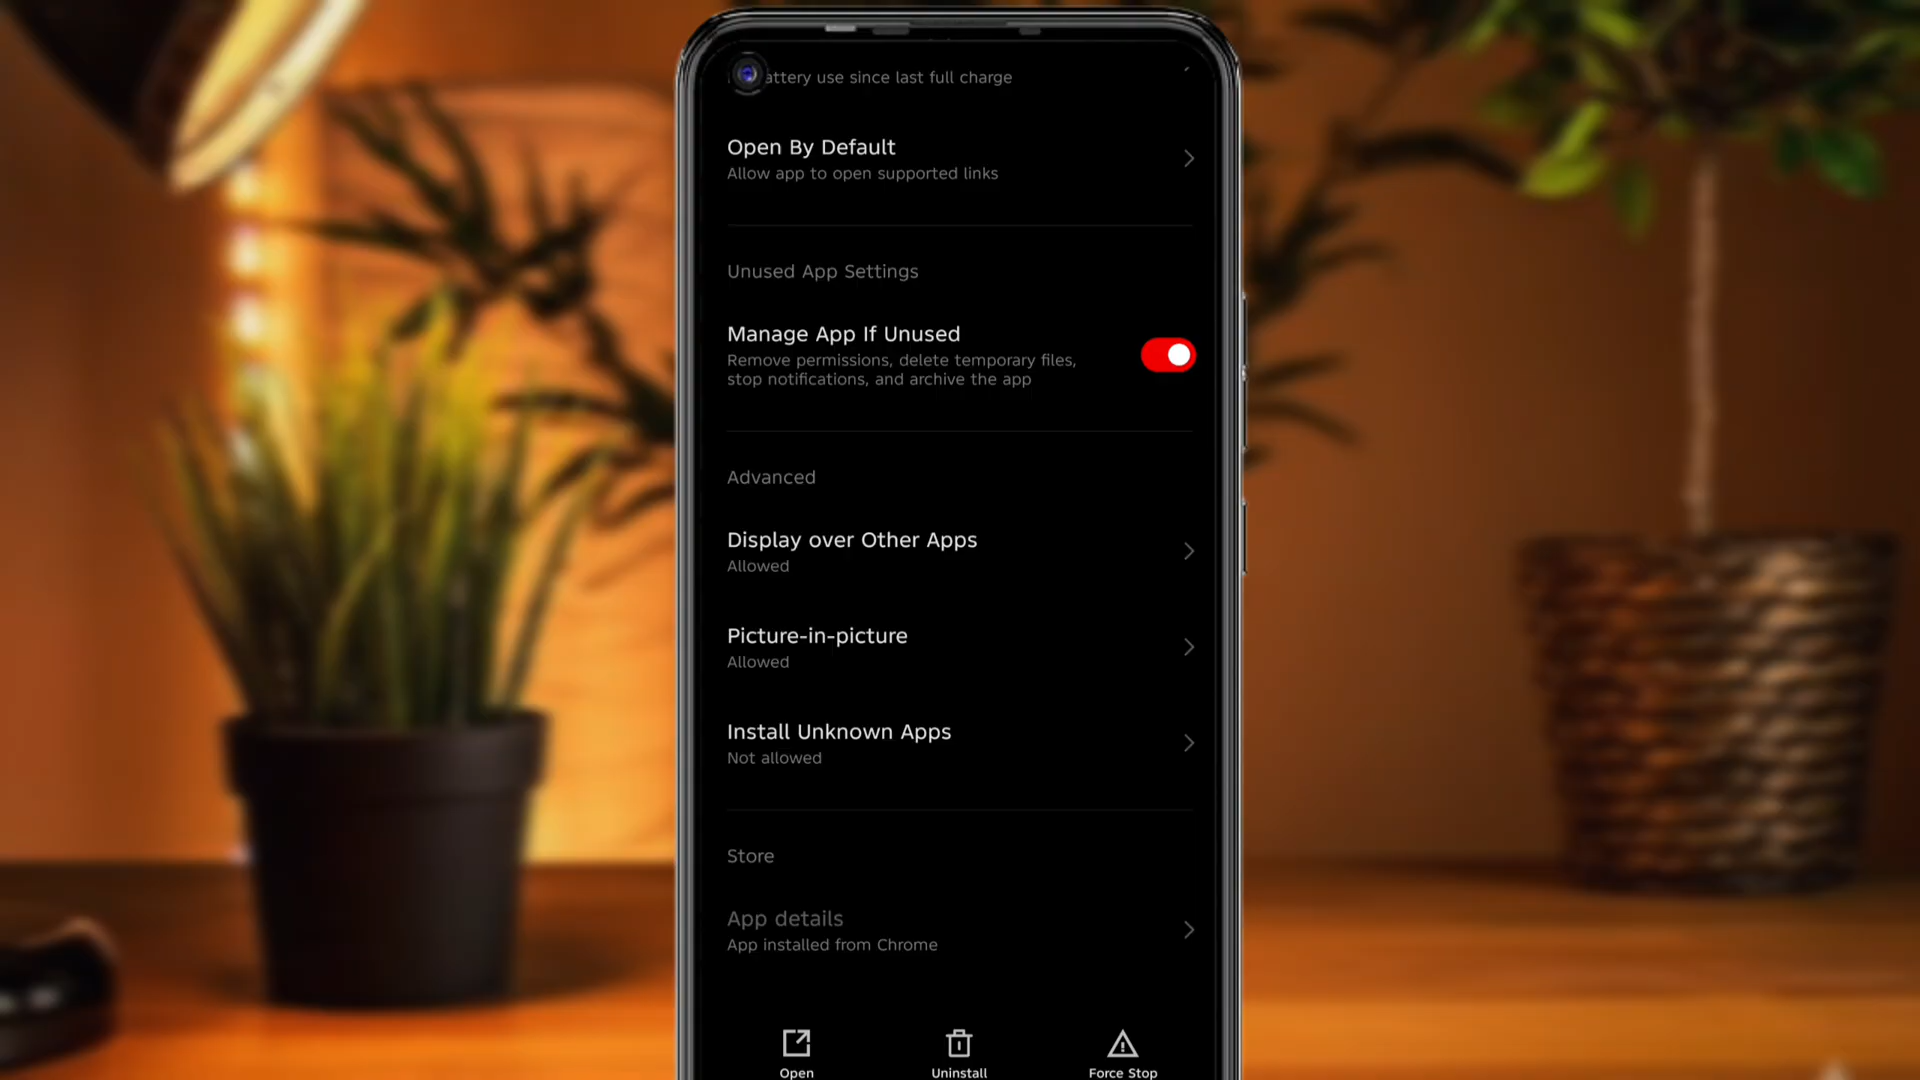 attery use since last full charge
Open By Default
Allow app to open supported links
Unused App Settings
Manage App If Unused
Remove permissions, delete temporary files,
stop notifications, and archive the app
Advanced
Display over Other Apps
Allowed
Picture-in-picture
Allowed
Install Unknown Apps
Not allowed
Store
App details
App installed from Chrome
Open
Uninstall
Force Stop